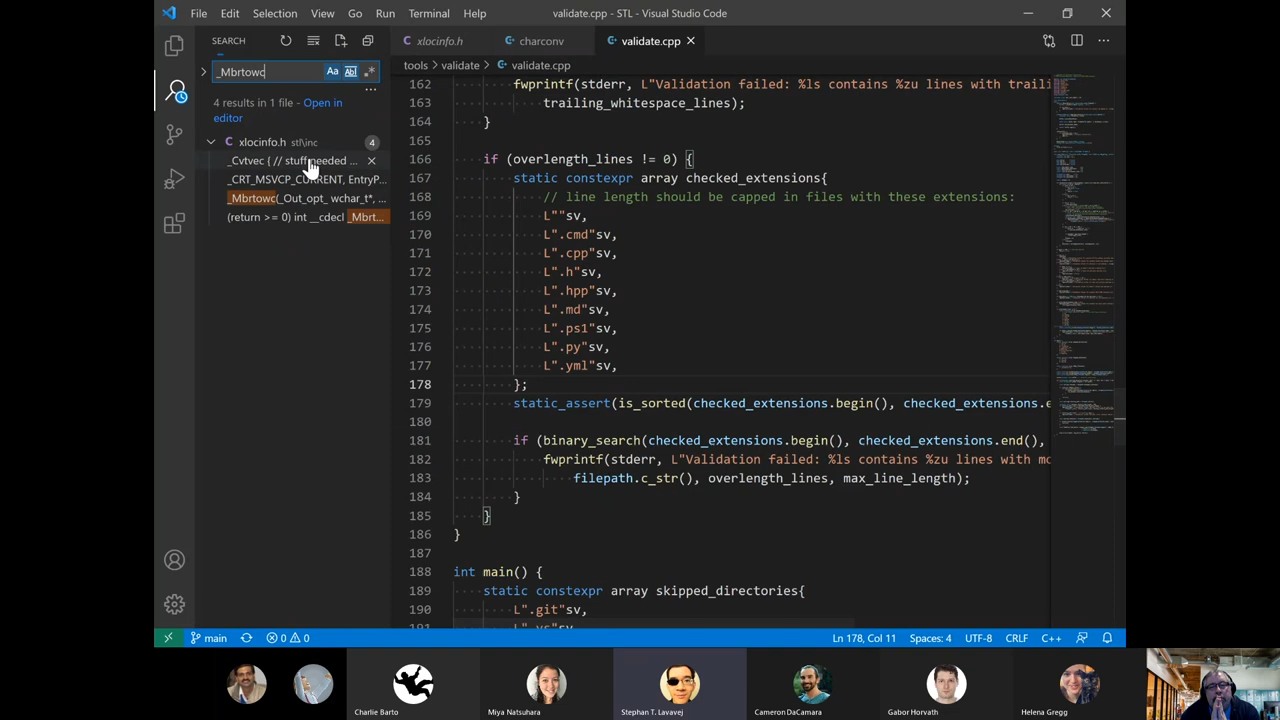 File Edit Selection View Go Run Terminal Help validate.cpp - STL - Visual Studio Code
SEARCH
xlocinfo.h charconv validate.cpp
_Mbrtowc Aa Abl .*
tools > validate > validate.cpp
4 results in 1 file - Open in
editor
xlocinfo.h stl\inc 4
_Cvtvec { // stuff needed
_CRT_MSVCP_CURRENT,
_Mbrtowc(_Out_opt_ wchar_t*, ...
(return >= 0) int __cdecl _Mbrt...
162 fwprintf(stderr, L"Validation failed: %ls contains %zu lines with traili
163 trailing_whitespace_lines);
164 }
165
166 if (overlength_lines != 0) {
167 static constexpr array checked_extensions{
168 line length should be capped in files with these extensions:
169 L""sv,
170 L".cmd"sv,
171 L".cpp"sv,
172 L".h"sv,
173 L".hpp"sv,
174 L".md"sv,
175 L".ps1"sv,
176 L".py"sv,
177 L".yml"sv,
178 };
179 static_assert(is_sorted(checked_extensions.begin(), checked_extensions.e
180
181 if (binary_search(checked_extensions.begin(), checked_extensions.end(),
182 fwprintf(stderr, L"Validation failed: %ls contains %zu lines with mo
183 filepath.c_str(), overlength_lines, max_line_length);
184 }
185 }
186 }
187
188 int main() {
189 static constexpr array skipped_directories{
190 L".git"sv,
191 L".vs"sv,
main 0 0 Ln 178, Col 11 Spaces: 4 UTF-8 CRLF C++
Charlie Barto Miya Natsuhara Stephan T. Lavavej Cameron DaCamara Gabor Horvath Helena Gregg